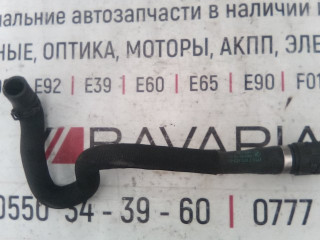 альные автозапчасти в наличии
НЫЕ, ОПТИКА, МОТОРЫ, АКПП, ЭЛЕ
E92 | E39 | E60 | E65 | E90 | F01
BAVARIA
0550 34 - 39 - 60 | 0777